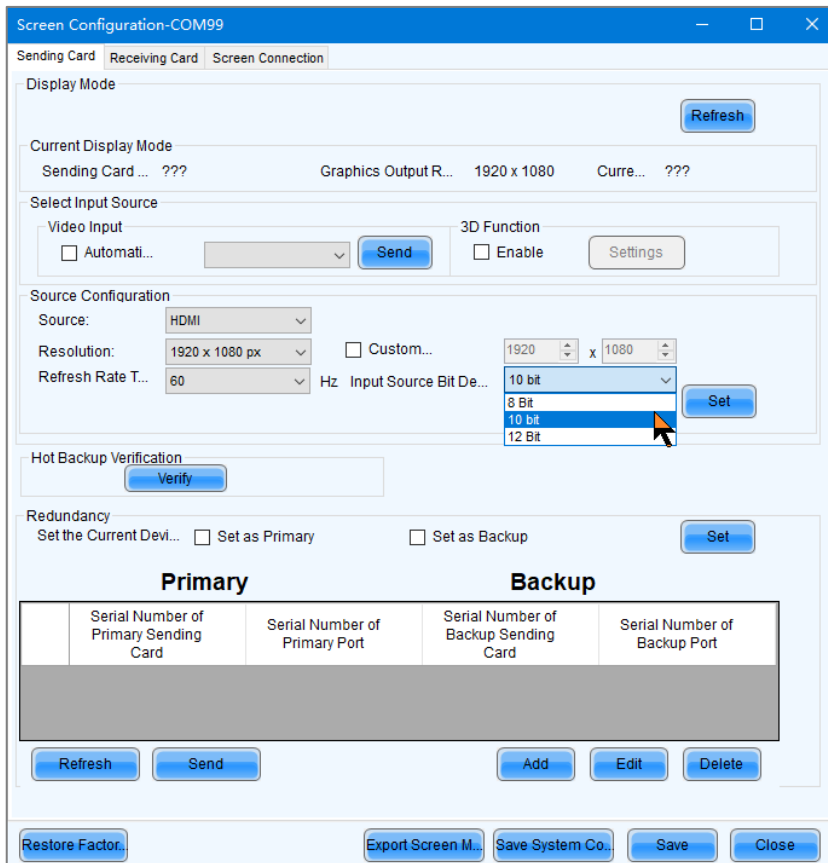 Screen Configuration-COM99
Sending Card Receiving Card Screen Connection
Display Mode
Refresh
Current Display Mode
Sending Card ... ??? Graphics Output R... 1920 x 1080 Curre... ???
Select Input Source
Video Input 3D Function
Automati... Send Enable Settings
Source Configuration
Source: HDMI
Resolution: 1920 x 1080 px Custom... 1920 x 1080
Refresh Rate T... 60 Hz Input Source Bit De... 10 bit
8 Bit
Set
10 bit
12 Bit
Hot Backup Verification
Verify
Redundancy
Set the Current Devi... Set as Primary Set as Backup Set
Primary Backup
Serial Number of Primary Sending Card Serial Number of Primary Port Serial Number of Backup Sending Card Serial Number of Backup Port
Refresh Send Add Edit Delete
Restore Factor... Export Screen M... Save System Co... Save Close